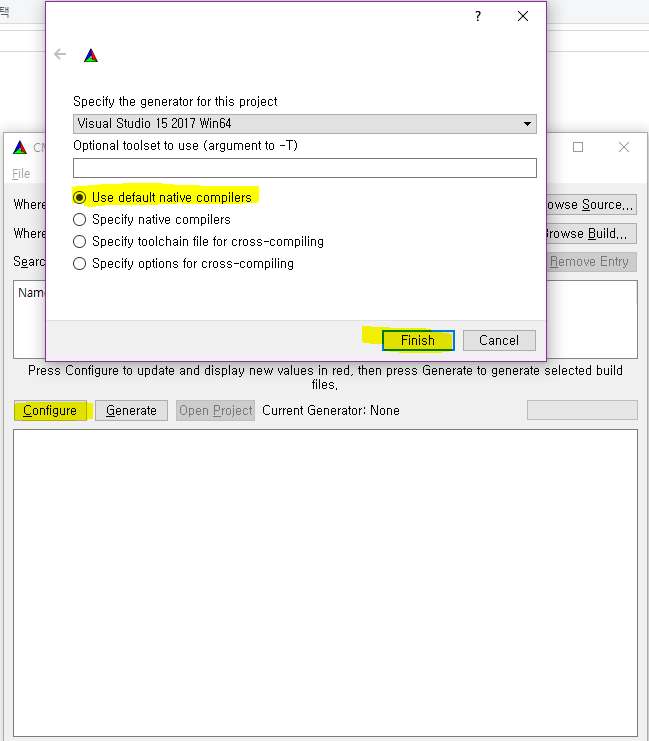 택
?
Specify the generator for this project
Visual Studio 15 2017 Win64
Optional toolset to use (argument to -T)
Use default native compilers
Specify native compilers
Specify toolchain file for cross-compiling
Specify options for cross-compiling
Finish Cancel
File
Where
owse Source...
Where
Browse Build...
Searc
Remove Entry
Nam
Press Configure to update and display new values in red, then press Generate to generate selected build
files.
Configure Generate Open Project Current Generator: None